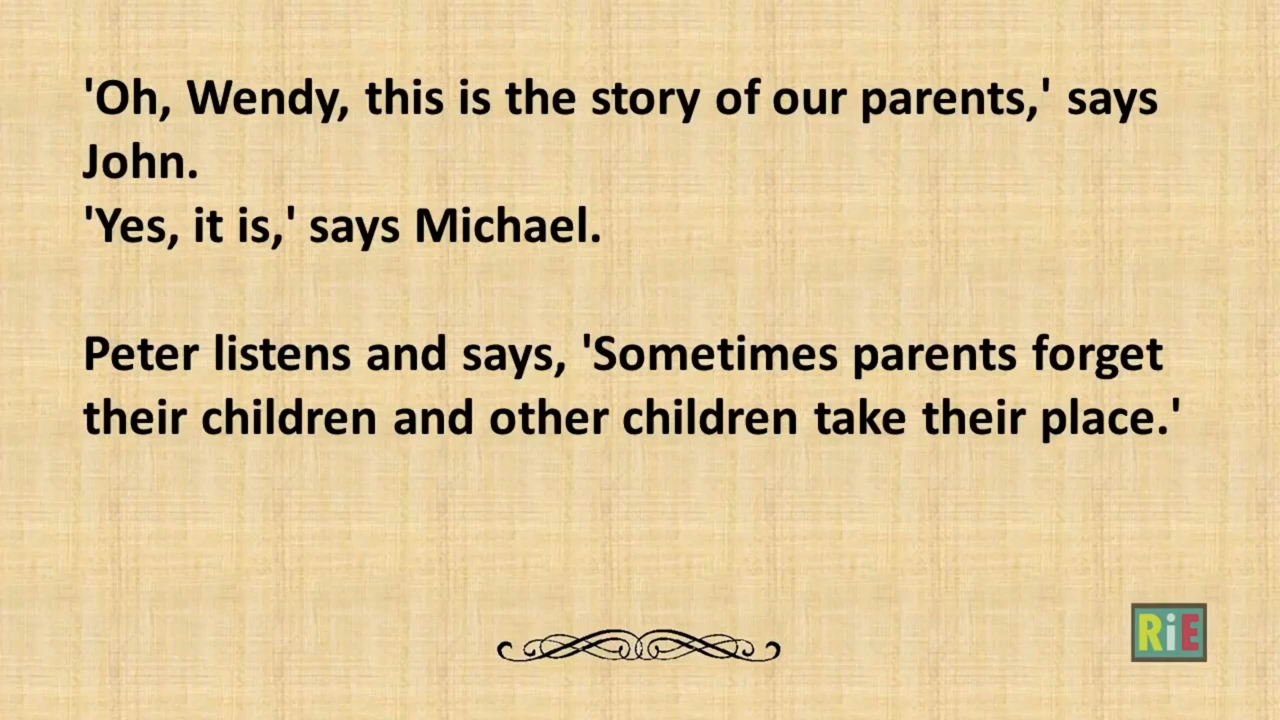 'Oh, Wendy, this is the story of our parents,' says
John.
'Yes, it is,' says Michael.
Peter listens and says, 'Sometimes parents forget
their children and other children take their place.'
RiE